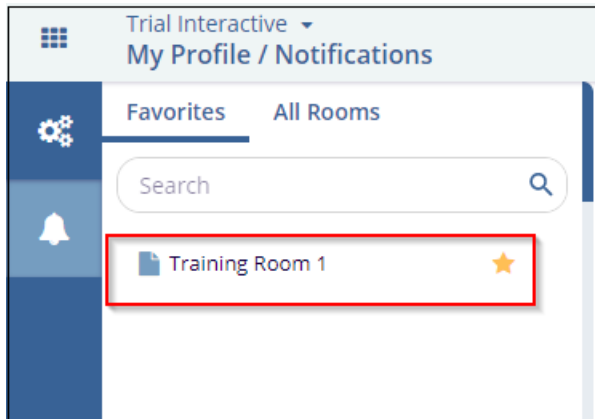 Trial Interactive
My Profile / Notifications
Favorites All Rooms
Search
Training Room 1